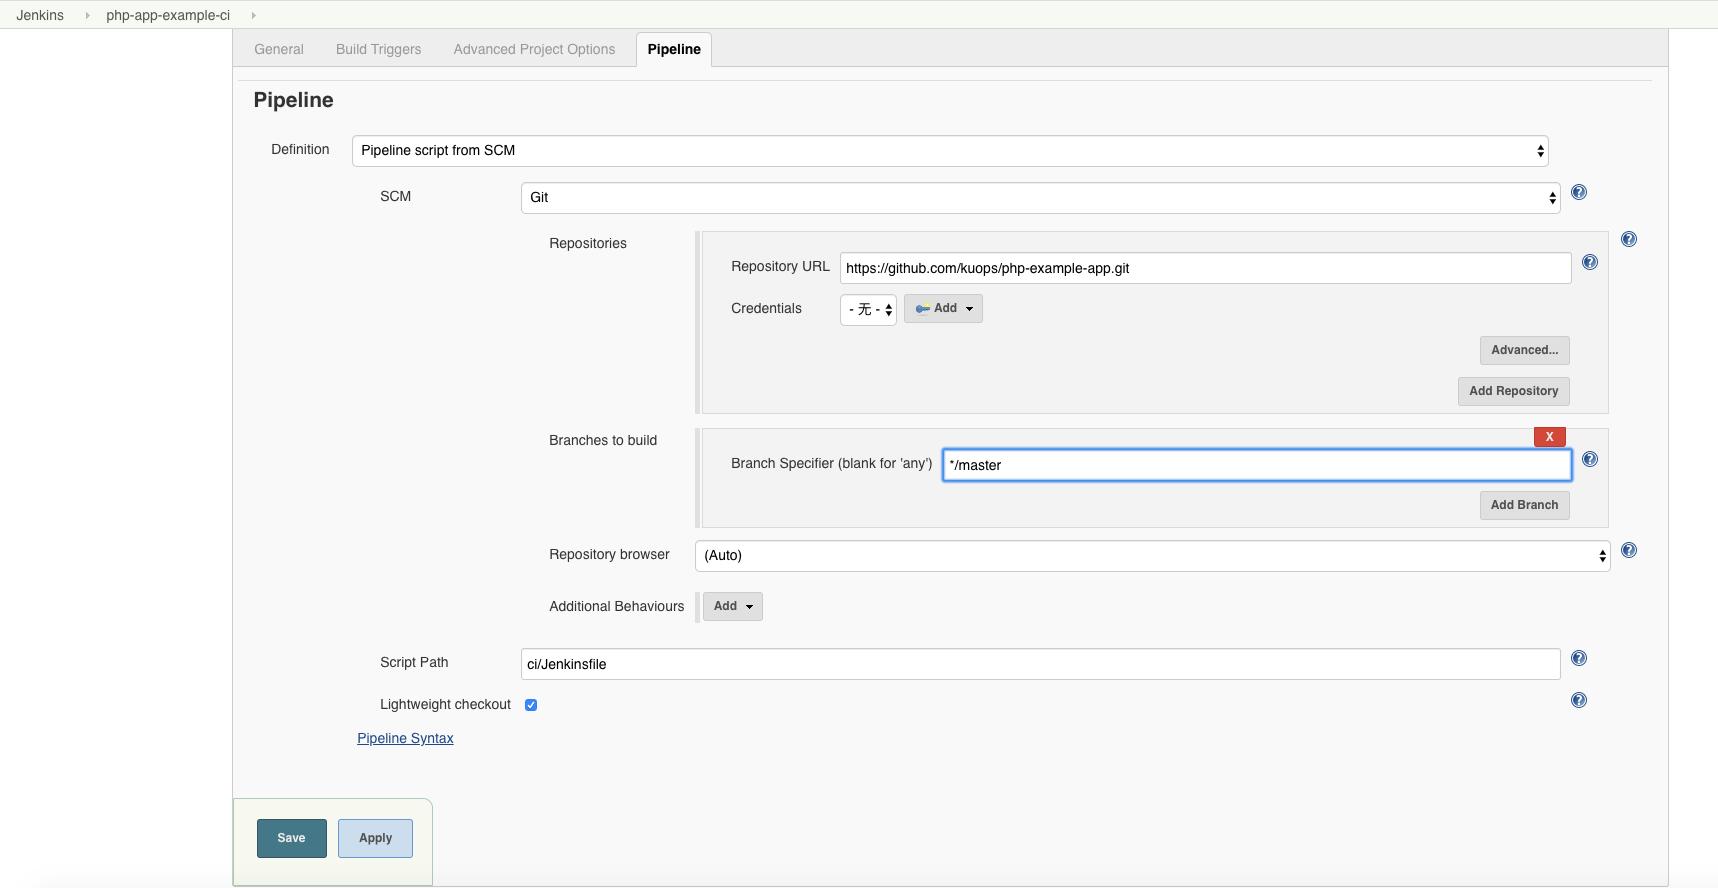 Jenkins php-app-example-ci
General Build Triggers Advanced Project Options Pipeline
Pipeline
Definition Pipeline script from SCM
SCM Git
Repositories
Repository URL https://github.com/kuops/php-example-app.git
Credentials - 无 - Add
Advanced...
Add Repository
Branches to build
X
Branch Specifier (blank for 'any') */master
Add Branch
Repository browser (Auto)
Additional Behaviours Add
Script Path ci/Jenkinsfile
Lightweight checkout
Pipeline Syntax
Save Apply